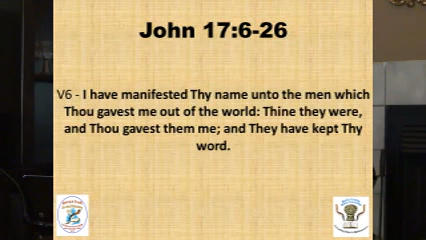 John 17:6-26
V6 - I have manifested Thy name unto the men which
Thou gavest me out of the world: Thine they were,
and Thou gavest them me; and They have kept Thy
word.